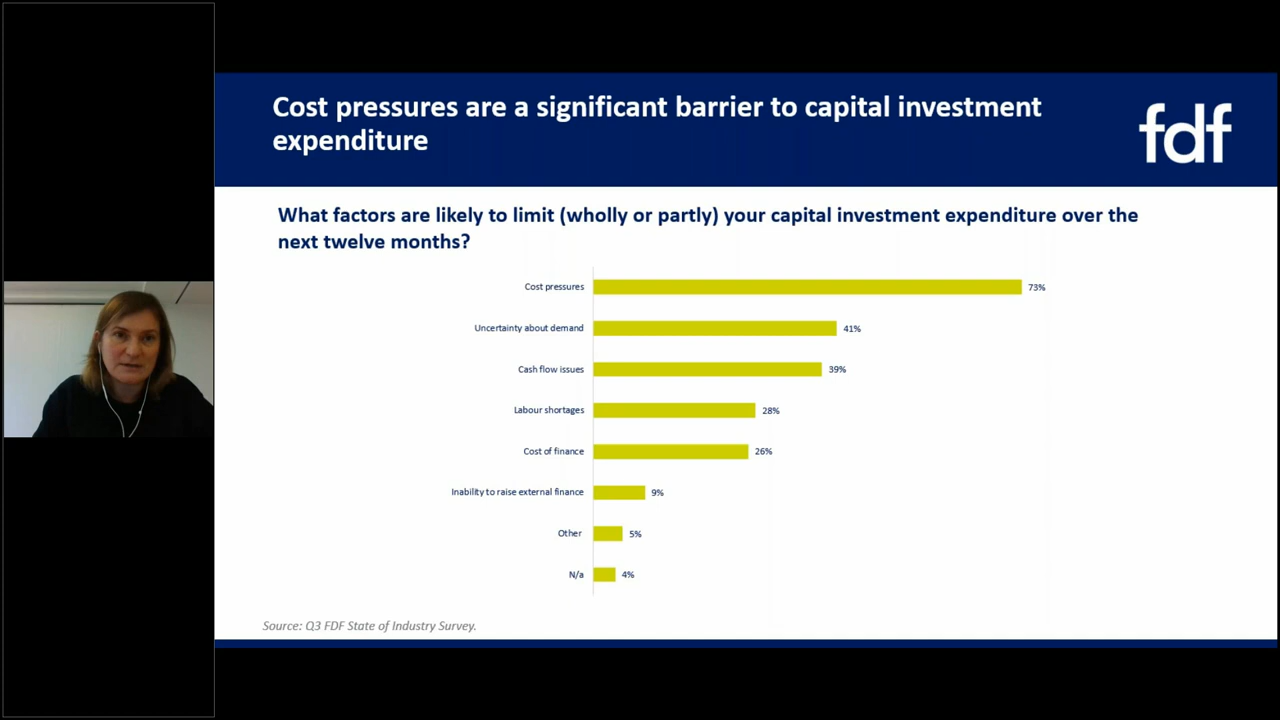 Cost pressures are a significant barrier to capital investment
expenditure
fdf
What factors are likely to limit (wholly or partly) your capital investment expenditure over the
next twelve months?
Cost pressures 73%
Uncertainty about demand 41%
Cash flow issues 39%
Labour shortages 28%
Cost of finance 26%
Inability to raise external finance 9%
Other 5%
N/a 4%
Source: Q3 FDF State of Industry Survey.